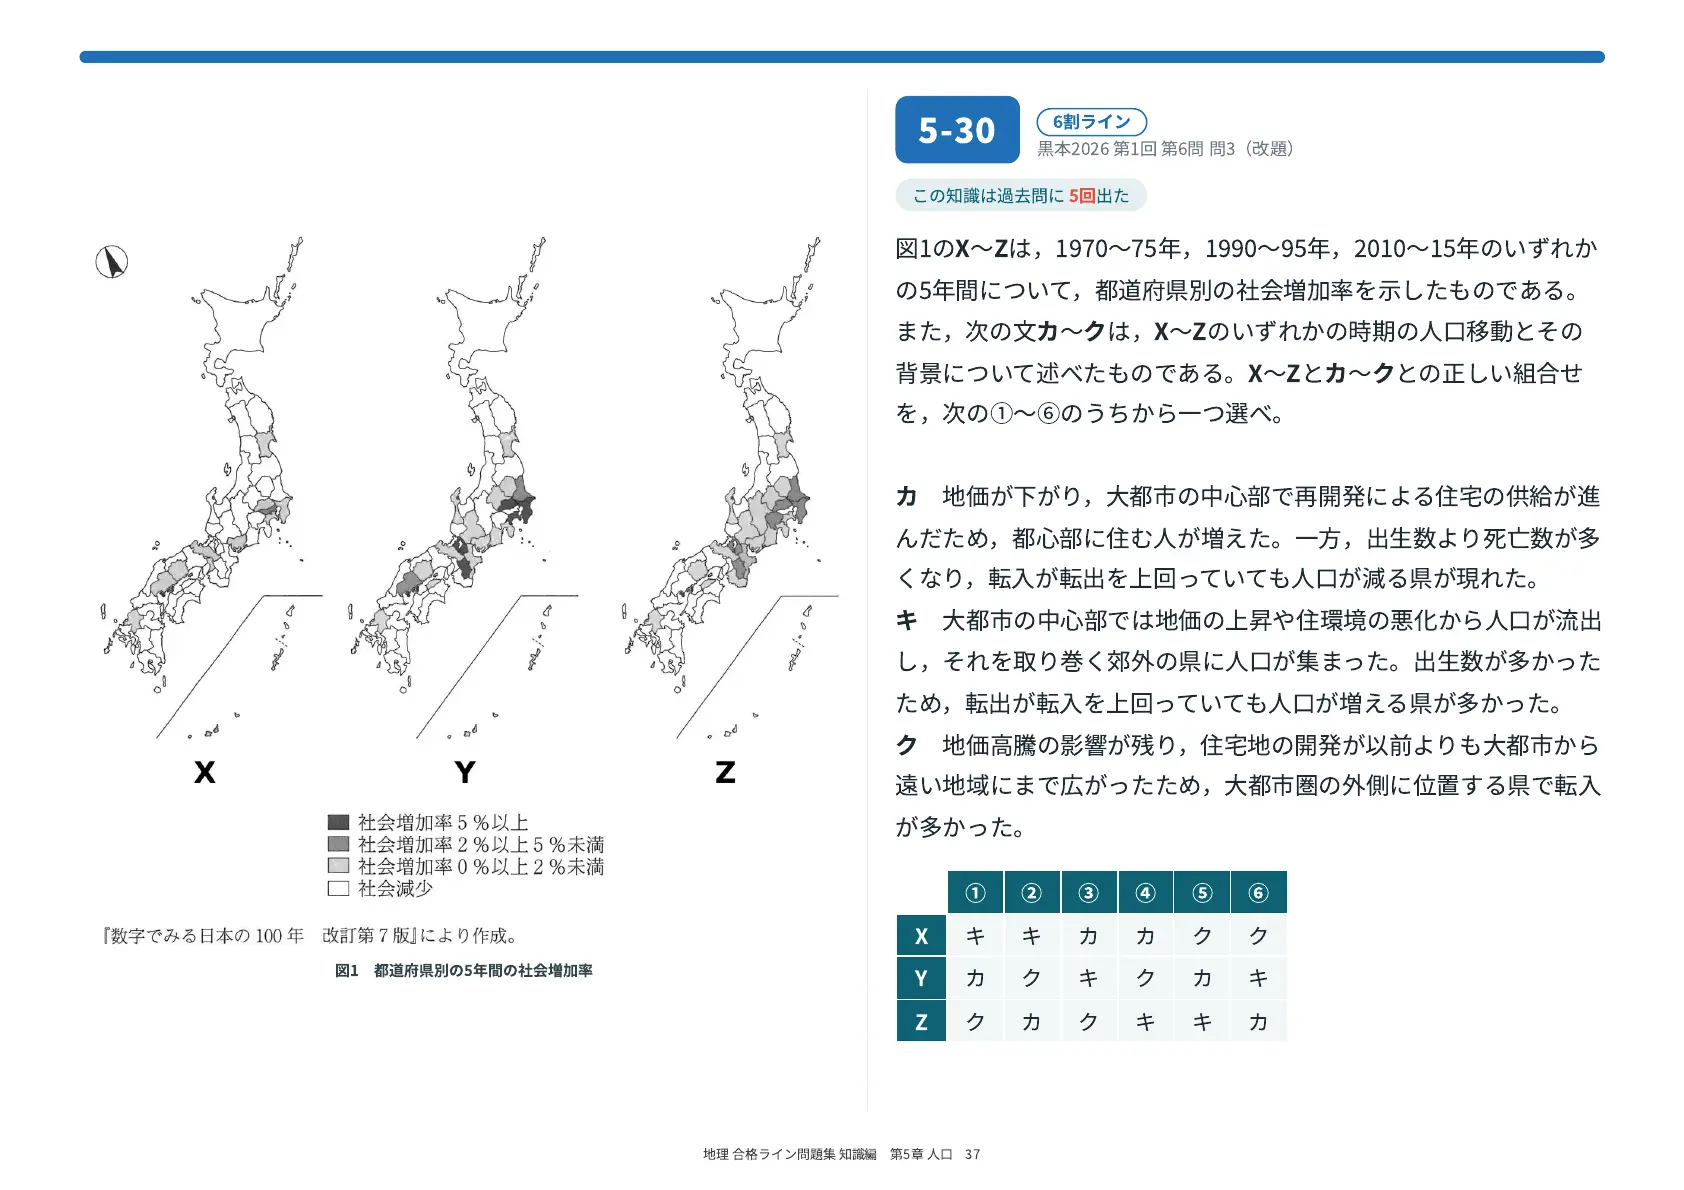 5-30
6割ライン
黒本2026 第1回 第6問 問3（改題）
この知識は過去問に 5回出た
図1のX～Zは，1970～75年，1990～95年，2010～15年のいずれか
の5年間について，都道府県別の社会増加率を示したものである。
また，次の文カ～クは，X～Zのいずれかの時期の人口移動とその
背景について述べたものである。X～Zとカ～クとの正しい組合せ
を，次の①～⑥のうちから一つ選べ。
カ　地価が下がり，大都市の中心部で再開発による住宅の供給が進
んだため，都心部に住む人が増えた。一方，出生数より死亡数が多
くなり，転入が転出を上回っていても人口が減る県が現れた。
キ　大都市の中心部では地価の上昇や住環境の悪化から人口が流出
し，それを取り巻く郊外の県に人口が集まった。出生数が多かった
ため，転出が転入を上回っていても人口が増える県が多かった。
ク　地価高騰の影響が残り，住宅地の開発が以前よりも大都市から
遠い地域にまで広がったため，大都市圏の外側に位置する県で転入
が多かった。
① ② ③ ④ ⑤ ⑥
X キ キ カ カ ク ク
Y カ ク キ ク カ キ
Z ク カ ク キ キ カ
X Y Z
社会増加率５％以上
社会増加率２％以上５％未満
社会増加率０％以上２％未満
社会減少
『数字でみる日本の 100 年　改訂第７版』により作成。
図1　都道府県別の5年間の社会増加率
地理 合格ライン問題集 知識編　第5章 人口　37